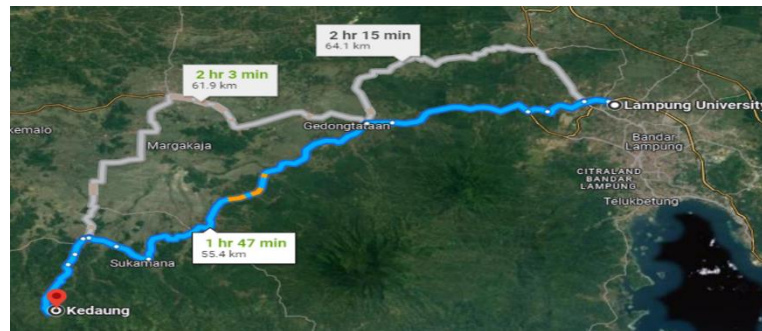 2 hr 15 min
64.1 km
2 hr 3 min
61.9 km
Lampung University
Gedongtataan
kemalo
Bandar
Lampung
Margakaja
CITRALAND
BANDAR
LAMPUNG
Telukbetung
1 hr 47 min
55.4 km
Sukamana
Kedaung